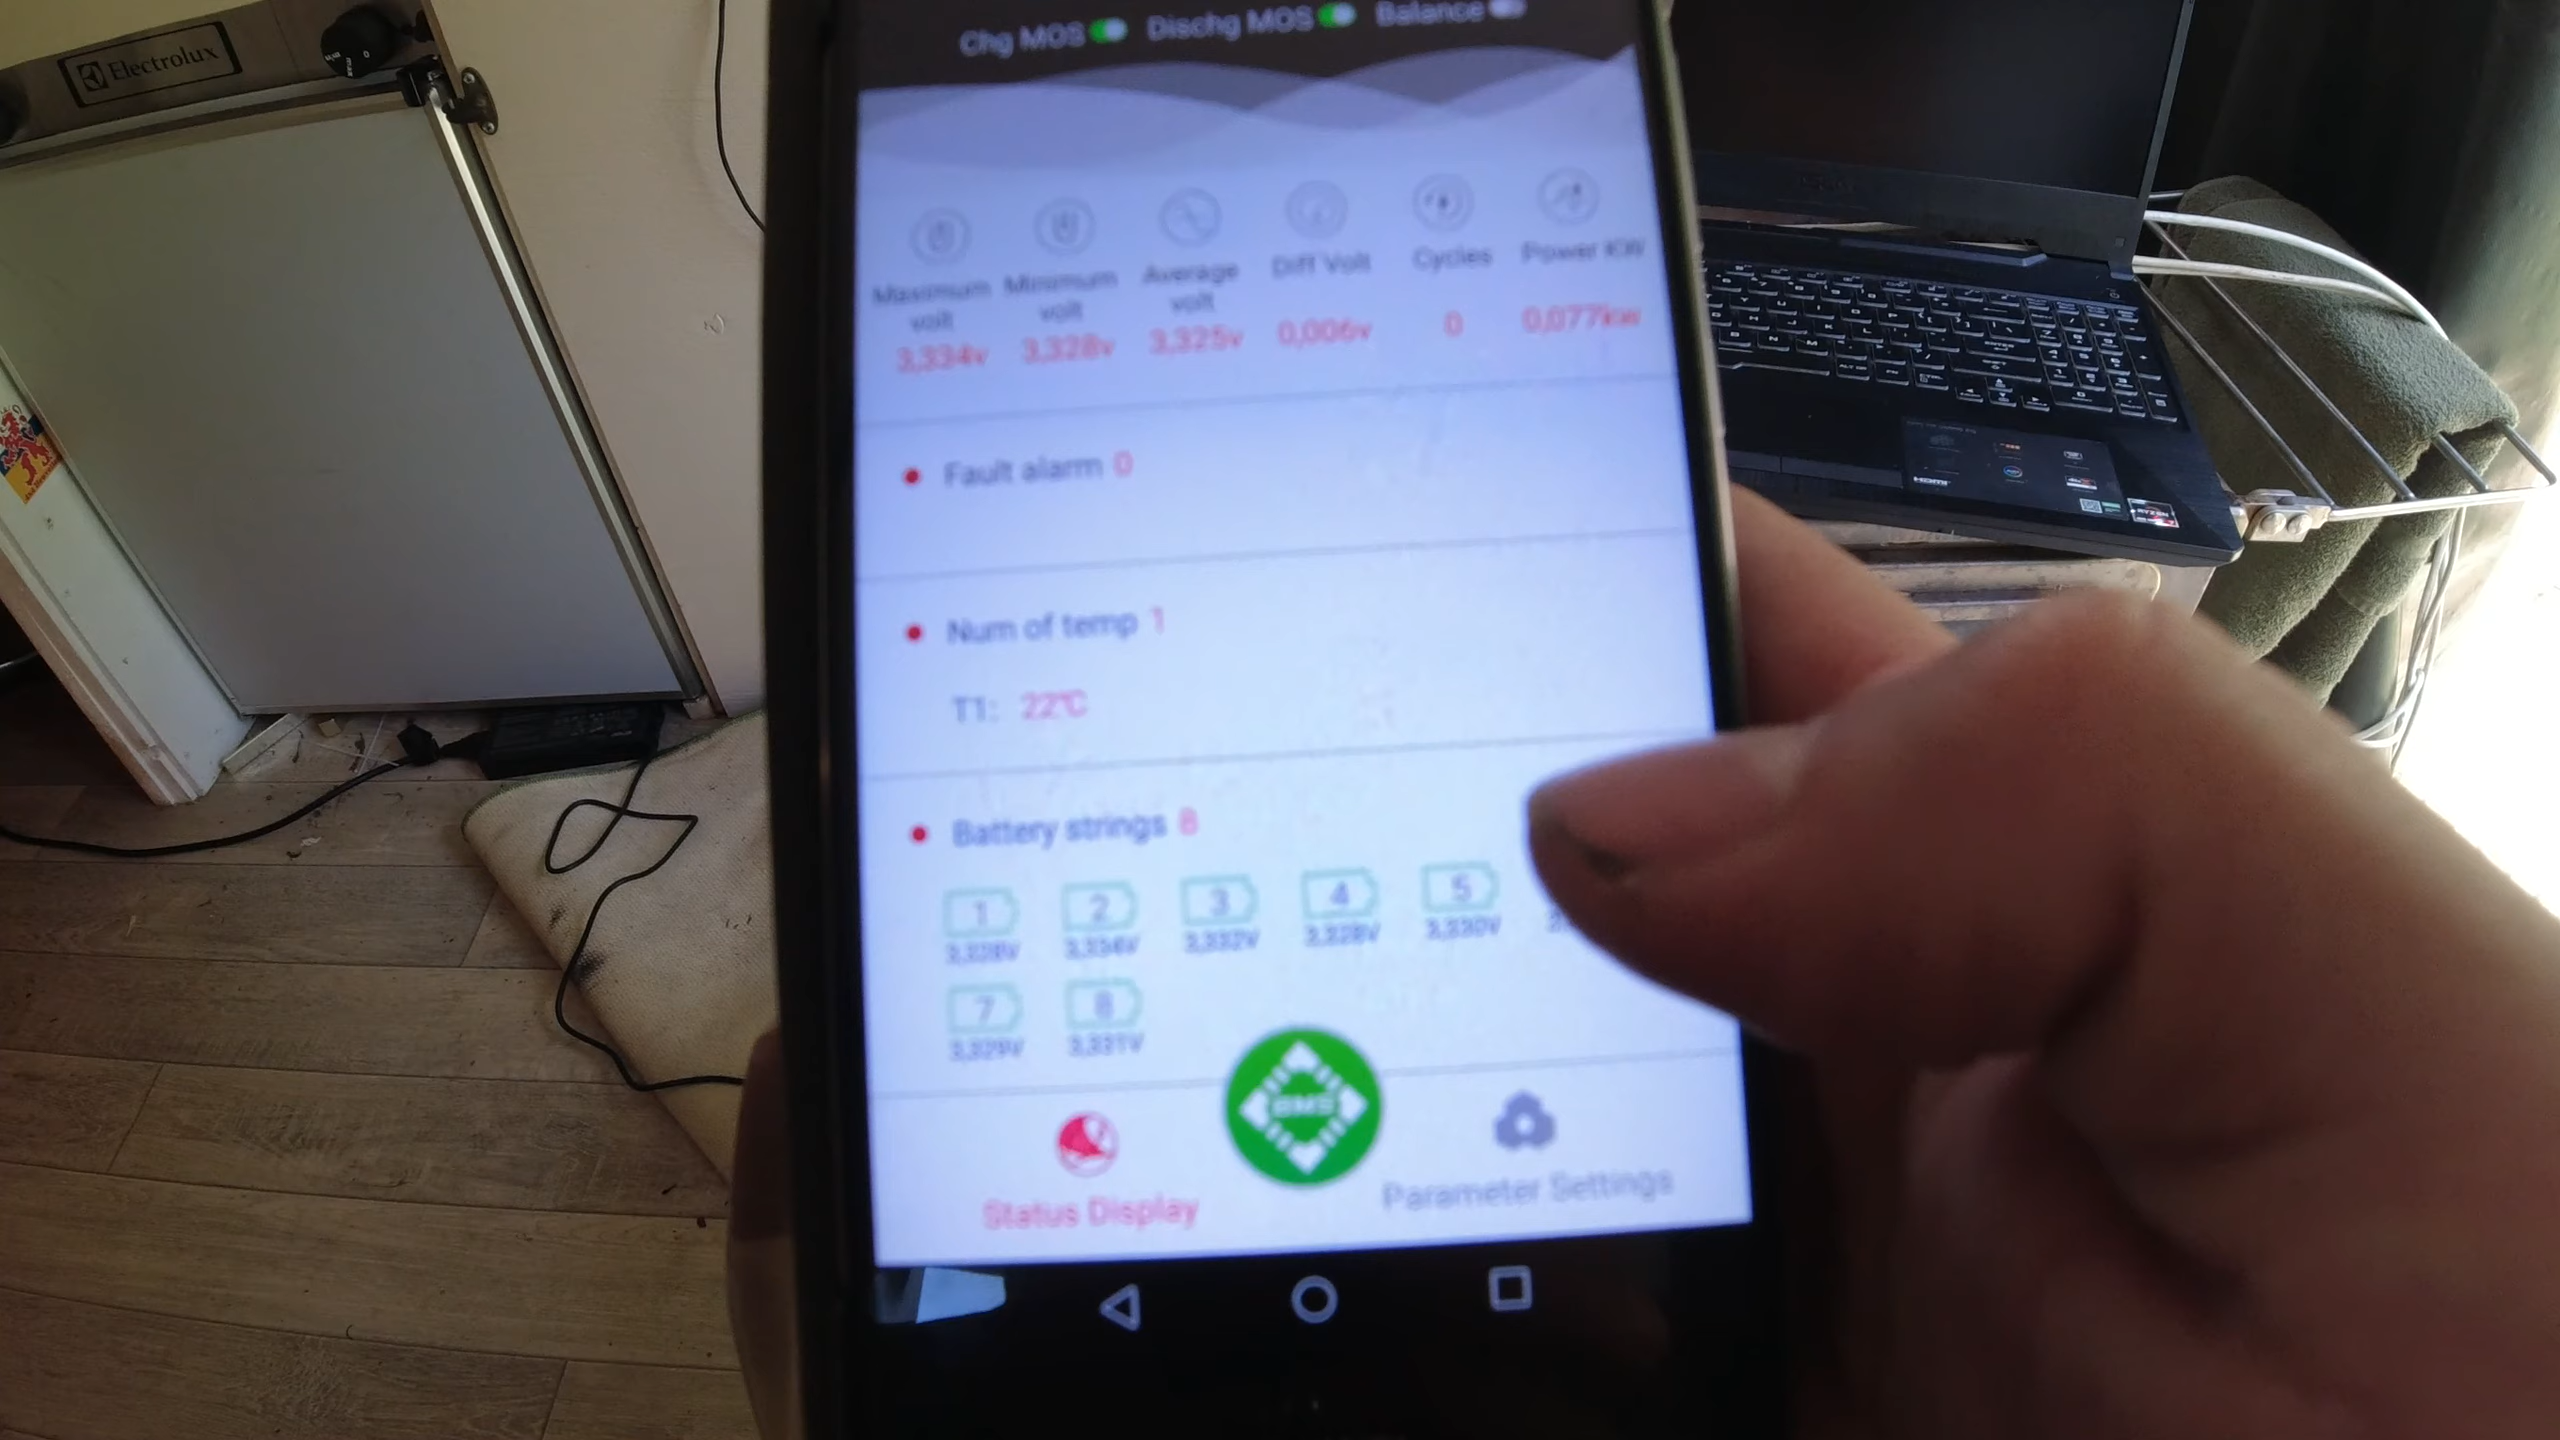 Electrolux
Chg MOS Dischg MOS Balance
Maximum volt
Minimum volt
Average volt
Diff Volt
Cycles
Power KW
3,334v 3,328v 3,325v 0,006v 0 0,077kw
Fault alarm 0
Num of temp 1
T1: 22℃
Battery strings 8
1 2 3 4 5
3,328V 3,334V 3,332V 3,328V 3,330V
7 8
3,329V 3,331V
BMS
Status Display
Parameter Settings
HDMI
RYZEN